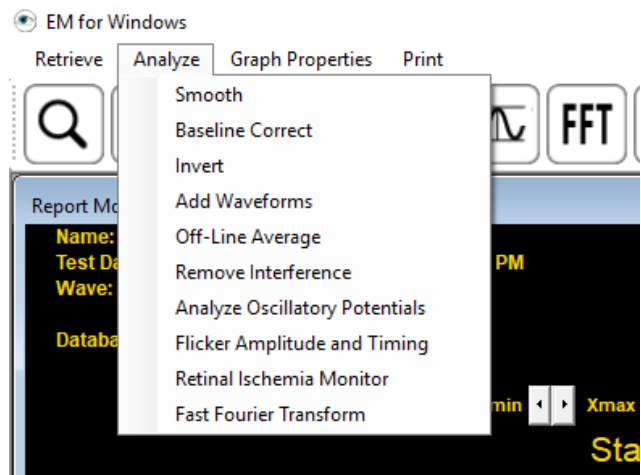 EM for Windows
Retrieve Analyze Graph Properties Print
Smooth
Baseline Correct
Invert
Add Waveforms
Off-Line Average
Remove Interference
Analyze Oscillatory Potentials
Flicker Amplitude and Timing
Retinal Ischemia Monitor
Fast Fourier Transform
FFT
Report Mo
Name:
Test Da PM
Wave:
Databa
min Xmax
Sta